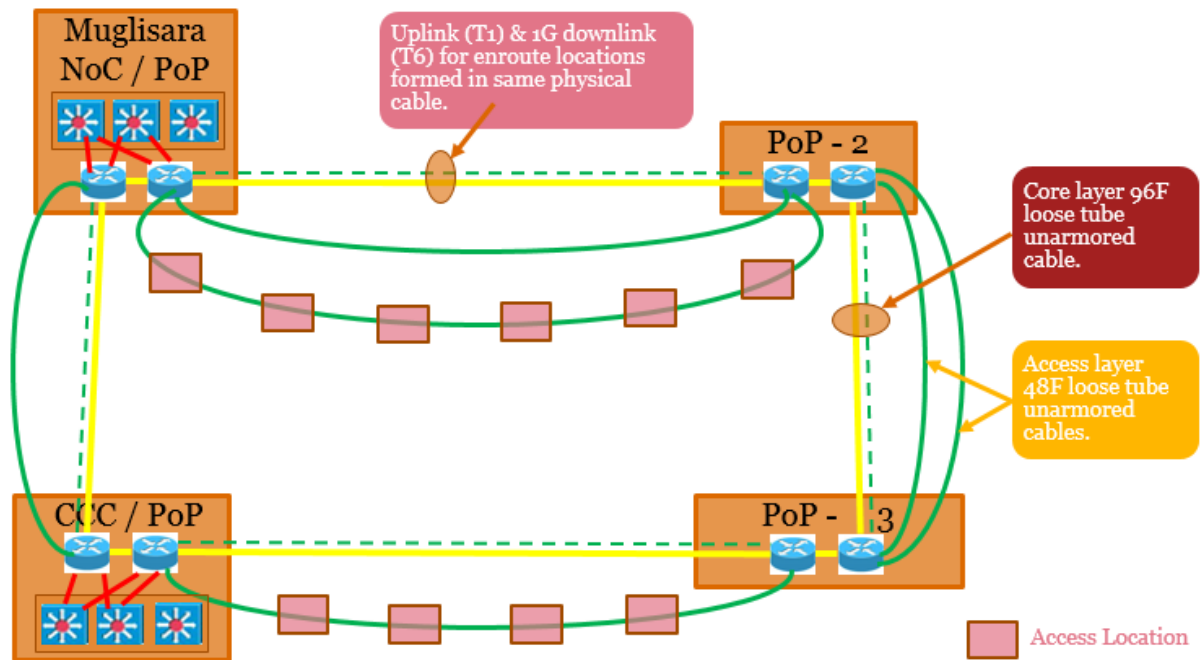 Muglisara
NoC / PoP
Uplink (T1) & 1G downlink
(T6) for enroute locations
formed in same physical
cable.
PoP - 2
Core layer 96F
loose tube
unarmored
cable.
Access layer
48F loose tube
unarmored
cables.
CCC / PoP
PoP - 3
Access Location